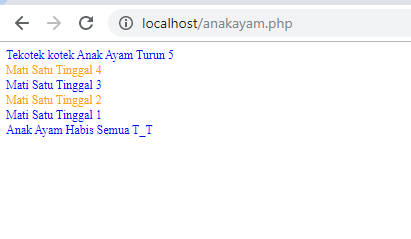 localhost/anakayam.php
Tekotek kotek Anak Ayam Turun 5
Mati Satu Tinggal 4
Mati Satu Tinggal 3
Mati Satu Tinggal 2
Mati Satu Tinggal 1
Anak Ayam Habis Semua T_T